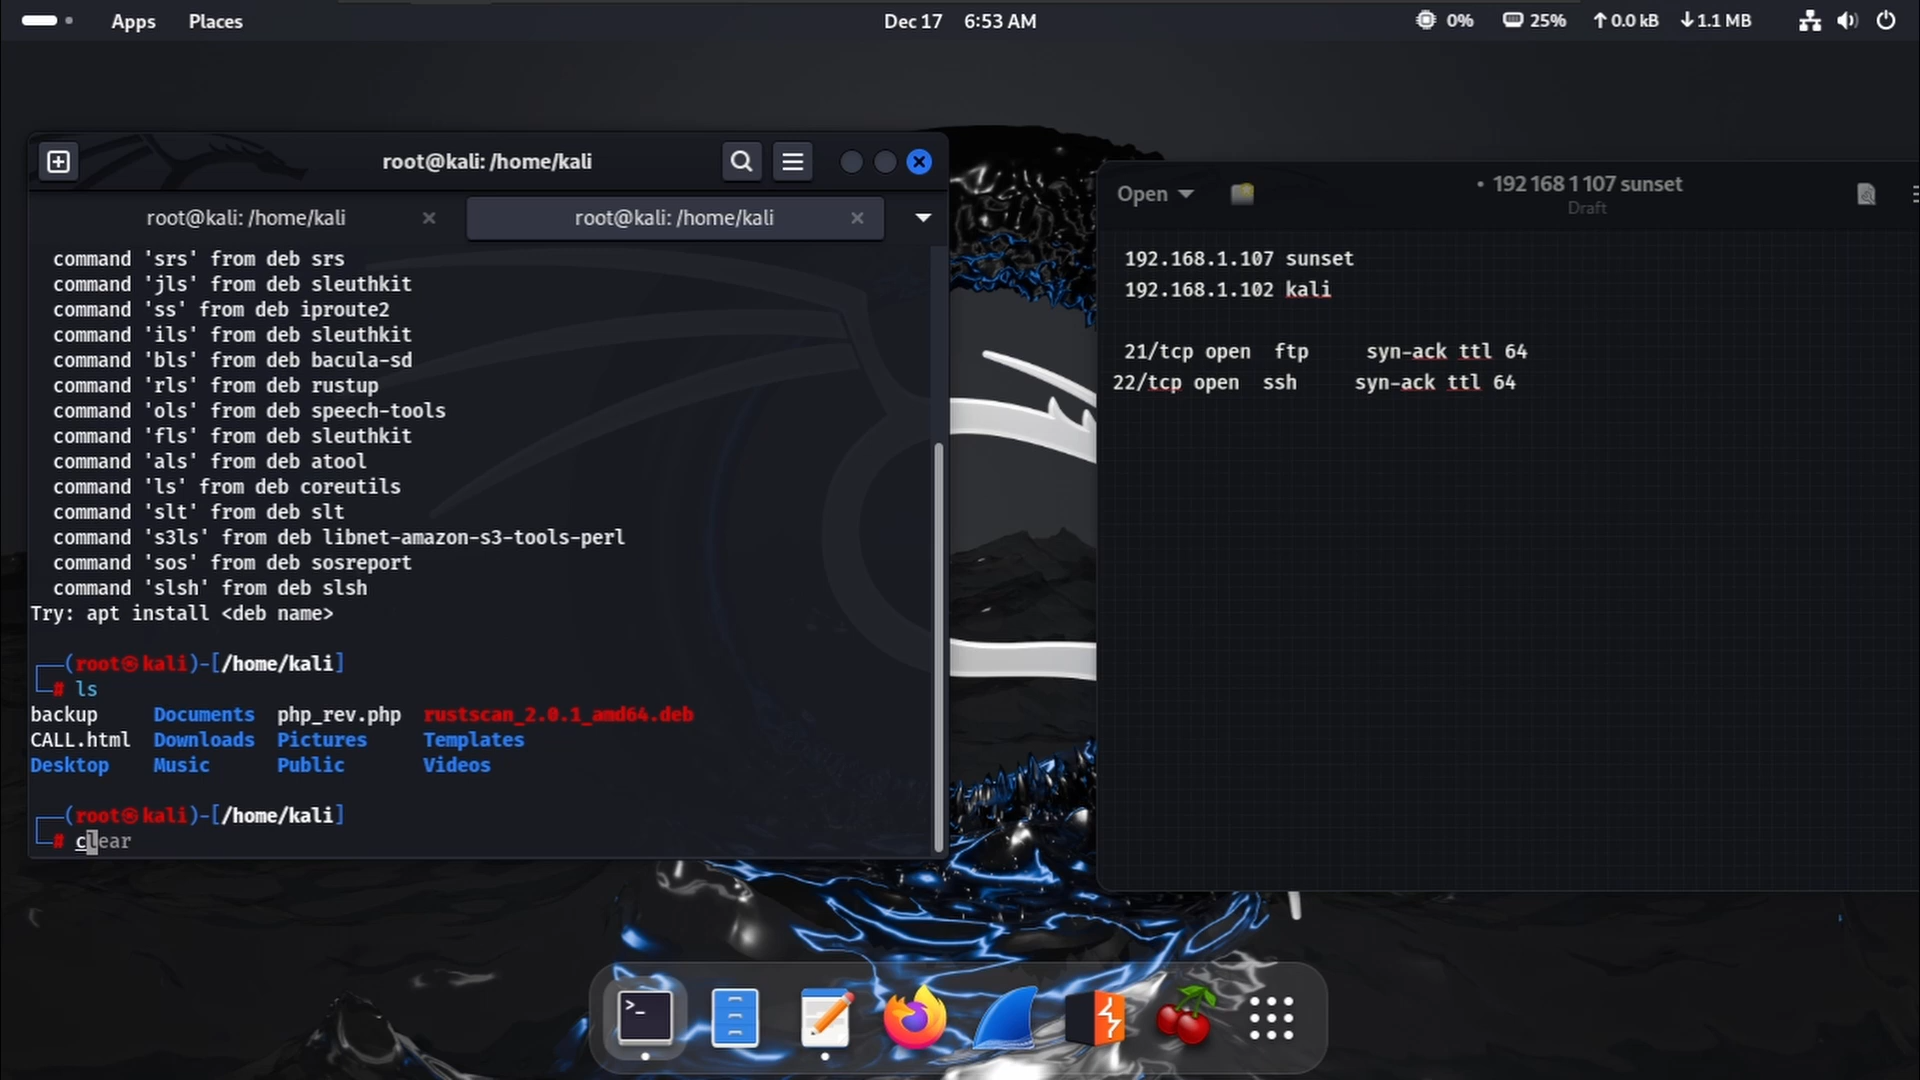 Apps Places Dec 17 6:53 AM 0% 25% 0.0 kB 1.1 MB
root@kali: /home/kali
root@kali: /home/kali root@kali: /home/kali
command 'srs' from deb srs
command 'jls' from deb sleuthkit
command 'ss' from deb iproute2
command 'ils' from deb sleuthkit
command 'bls' from deb bacula-sd
command 'rls' from deb rustup
command 'ols' from deb speech-tools
command 'fls' from deb sleuthkit
command 'als' from deb atool
command 'ls' from deb coreutils
command 'slt' from deb slt
command 's3ls' from deb libnet-amazon-s3-tools-perl
command 'sos' from deb sosreport
command 'slsh' from deb slsh
Try: apt install <deb name>
┌──(root㉿kali)-[/home/kali]
└─# ls
backup Documents php_rev.php rustscan_2.0.1_amd64.deb
CALL.html Downloads Pictures Templates
Desktop Music Public Videos
┌──(root㉿kali)-[/home/kali]
└─# clear
Open • 192 168 1 107 sunset
Draft
192.168.1.107 sunset
192.168.1.102 kali
21/tcp open ftp syn-ack ttl 64
22/tcp open ssh syn-ack ttl 64